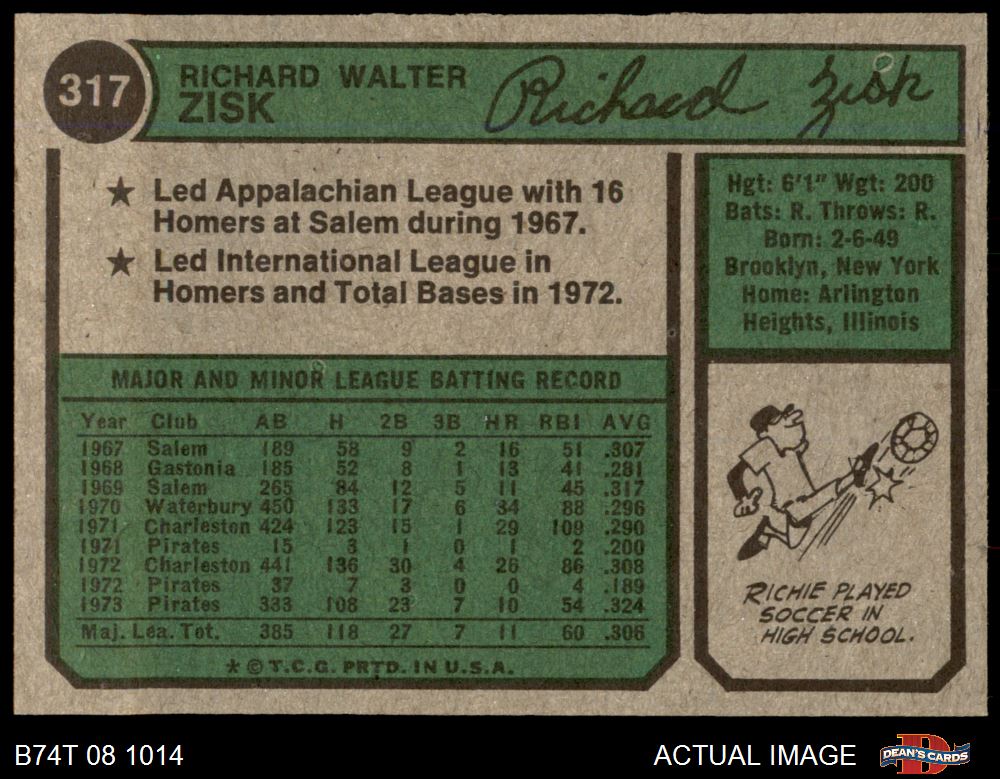 317
RICHARD WALTER
ZISK
Richard Zisk
★ Led Appalachian League with 16
Homers at Salem during 1967.
★ Led International League in
Homers and Total Bases in 1972.
Hgt: 6'1" Wgt: 200
Bats: R. Throws: R.
Born: 2-6-49
Brooklyn, New York
Home: Arlington
Heights, Illinois
MAJOR AND MINOR LEAGUE BATTING RECORD
Year Club AB H 2B 3B HR RBI AVG
1967 Salem 189 58 9 2 16 51 .307
1968 Gastonia 185 52 8 1 13 41 .281
1969 Salem 265 84 12 5 11 45 .317
1970 Waterbury 450 133 17 6 34 88 .296
1971 Charleston 424 123 15 1 29 109 .290
1971 Pirates 15 3 1 0 1 2 .200
1972 Charleston 441 136 30 4 26 86 .308
1972 Pirates 37 7 3 0 0 4 .189
1973 Pirates 333 108 23 7 10 54 .324
Maj. Lea. Tot. 385 118 27 7 11 60 .306
★ © T.C.G. PRTD. IN U.S.A.
RICHIE PLAYED
SOCCER IN
HIGH SCHOOL.
B74T 08 1014
ACTUAL IMAGE
DEAN'S CARDS